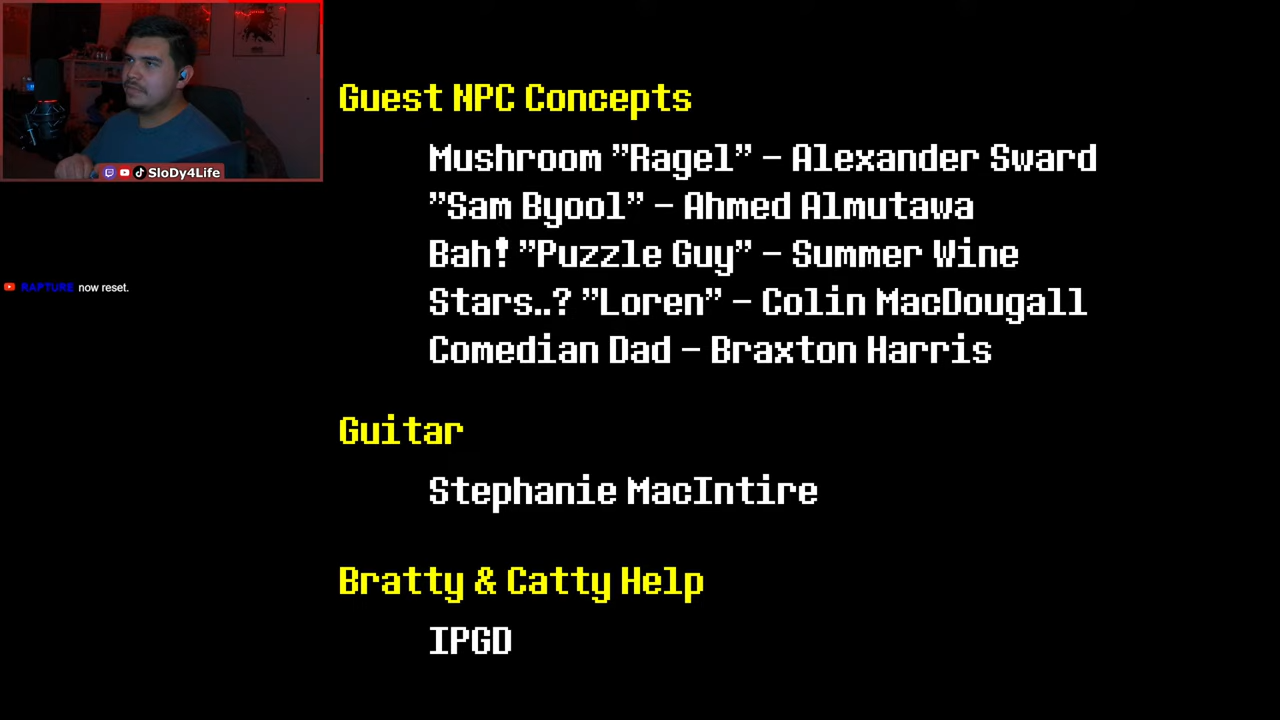 SloDy4Life
RAPTURE now reset.
Guest NPC Concepts
Mushroom "Ragel" - Alexander Sward
"Sam Byool" - Ahmed Almutawa
Bah! "Puzzle Guy" - Summer Wine
Stars..? "Loren" - Colin MacDougall
Comedian Dad - Braxton Harris
Guitar
Stephanie MacIntire
Bratty & Catty Help
IPGD